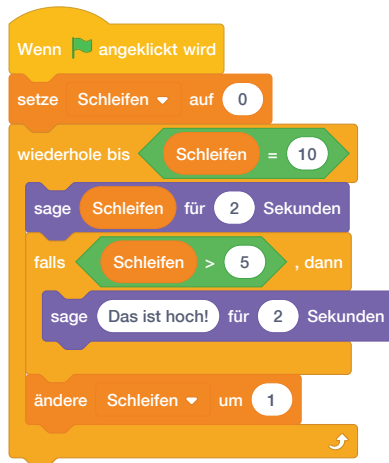 Wenn angeklickt wird
setze Schleifen auf 0
wiederhole bis Schleifen = 10
sage Schleifen für 2 Sekunden
falls Schleifen > 5 , dann
sage Das ist hoch! für 2 Sekunden
ändere Schleifen um 1